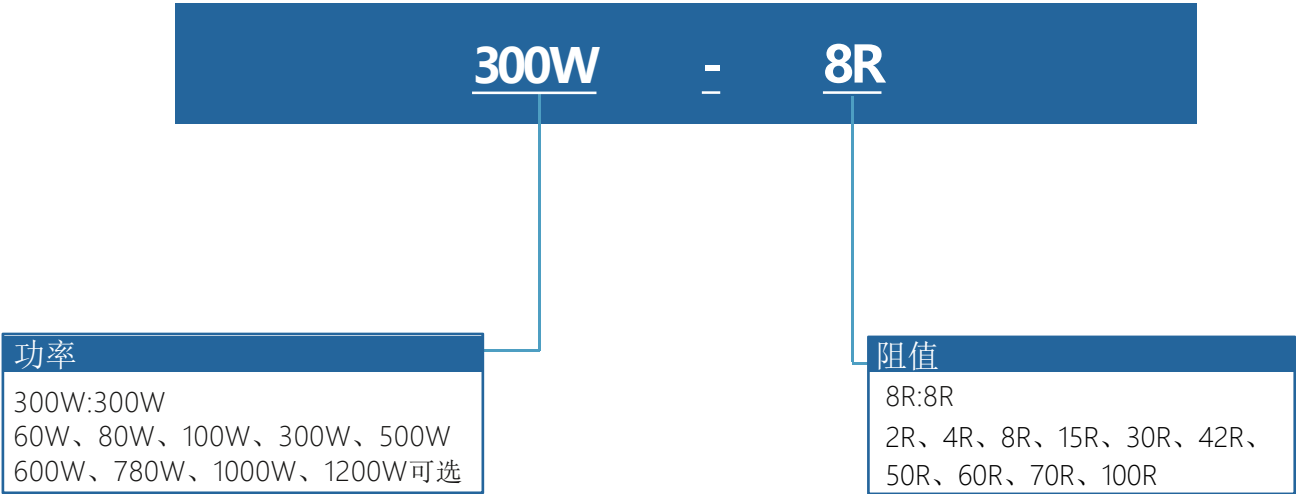 300W - 8R
功率
300W:300W
60W、80W、100W、300W、500W
600W、780W、1000W、1200W可选
阻值
8R:8R
2R、4R、8R、15R、30R、42R、
50R、60R、70R、100R